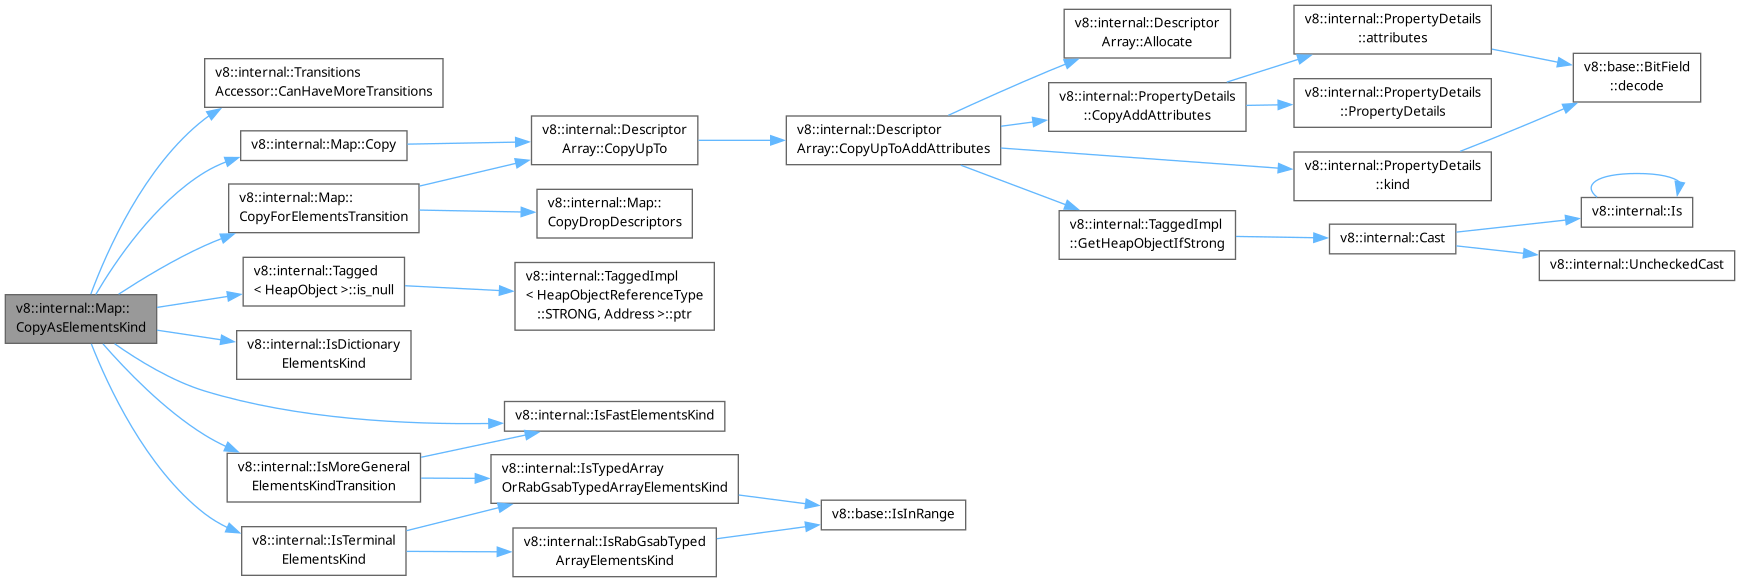 v8::internal::Map::
CopyAsElementsKind
v8::internal::Transitions
Accessor::CanHaveMoreTransitions
v8::internal::Map::Copy
v8::internal::Map::
CopyForElementsTransition
v8::internal::Tagged
< HeapObject >::is_null
v8::internal::IsDictionary
ElementsKind
v8::internal::IsFastElementsKind
v8::internal::IsMoreGeneral
ElementsKindTransition
v8::internal::IsTerminal
ElementsKind
v8::internal::Descriptor
Array::CopyUpTo
v8::internal::Map::
CopyDropDescriptors
v8::internal::TaggedImpl
< HeapObjectReferenceType
::STRONG, Address >::ptr
v8::internal::IsTypedArray
OrRabGsabTypedArrayElementsKind
v8::internal::IsRabGsabTyped
ArrayElementsKind
v8::internal::Descriptor
Array::CopyUpToAddAttributes
v8::base::IsInRange
v8::internal::Descriptor
Array::Allocate
v8::internal::PropertyDetails
::CopyAddAttributes
v8::internal::TaggedImpl
::GetHeapObjectIfStrong
v8::internal::PropertyDetails
::attributes
v8::internal::PropertyDetails
::PropertyDetails
v8::internal::PropertyDetails
::kind
v8::internal::Cast
v8::base::BitField
::decode
v8::internal::Is
v8::internal::UncheckedCast